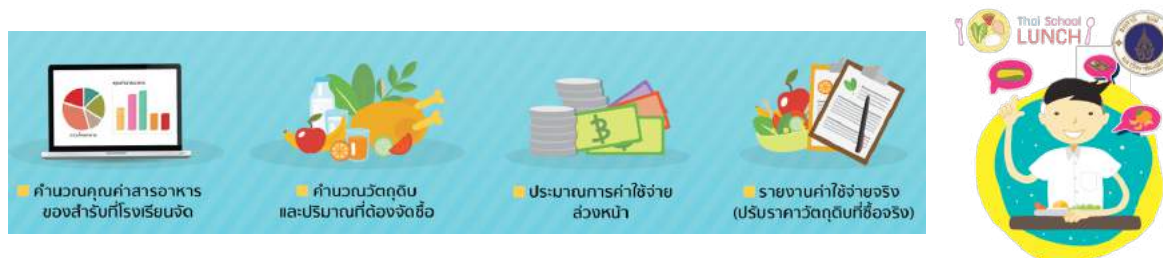 Thai School
LUNCH
คำนวณคุณค่าสารอาหาร
ของสำรับที่โรงเรียนจัด
คำนวณวัตถุดิบ
และปริมาณที่ต้องจัดซื้อ
ประมาณการค่าใช้จ่าย
ล่วงหน้า
รายงานค่าใช้จ่ายจริง
(ปรับราคาวัตถุดิบที่ซื้อจริง)